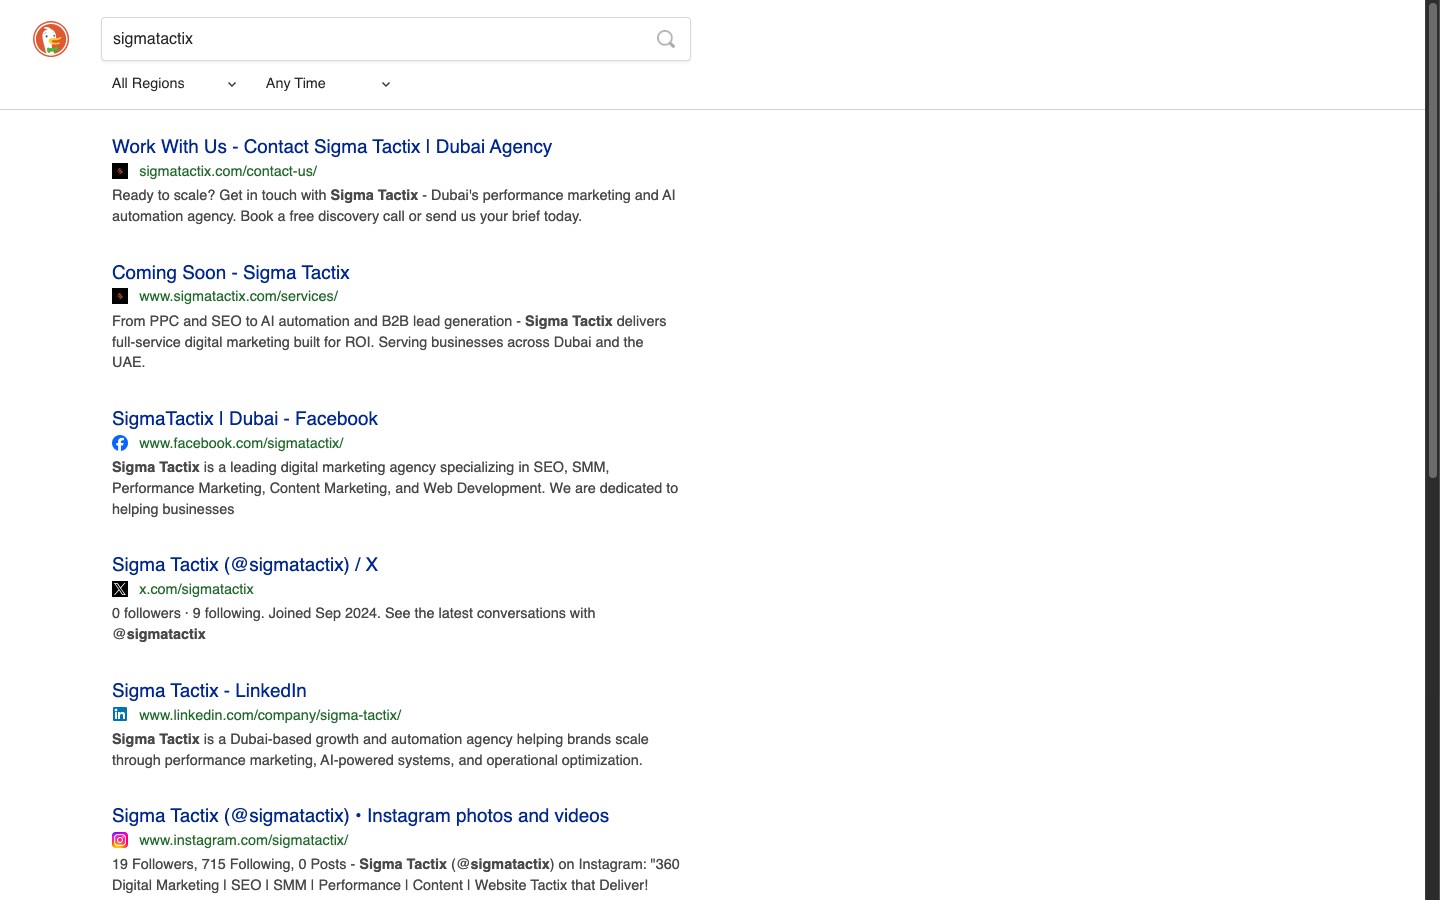 sigmatactix
All Regions
Any Time
Work With Us - Contact Sigma Tactix | Dubai Agency
sigmatactix.com/contact-us/
Ready to scale? Get in touch with Sigma Tactix - Dubai's performance marketing and AI
automation agency. Book a free discovery call or send us your brief today.
Coming Soon - Sigma Tactix
www.sigmatactix.com/services/
From PPC and SEO to AI automation and B2B lead generation - Sigma Tactix delivers
full-service digital marketing built for ROI. Serving businesses across Dubai and the
UAE.
SigmaTactix | Dubai - Facebook
www.facebook.com/sigmatactix/
Sigma Tactix is a leading digital marketing agency specializing in SEO, SMM,
Performance Marketing, Content Marketing, and Web Development. We are dedicated to
helping businesses
Sigma Tactix (@sigmatactix) / X
x.com/sigmatactix
0 followers · 9 following. Joined Sep 2024. See the latest conversations with
@sigmatactix
Sigma Tactix - LinkedIn
www.linkedin.com/company/sigma-tactix/
Sigma Tactix is a Dubai-based growth and automation agency helping brands scale
through performance marketing, AI-powered systems, and operational optimization.
Sigma Tactix (@sigmatactix) • Instagram photos and videos
www.instagram.com/sigmatactix/
19 Followers, 715 Following, 0 Posts - Sigma Tactix (@sigmatactix) on Instagram: "360
Digital Marketing | SEO | SMM | Performance | Content | Website Tactix that Deliver!